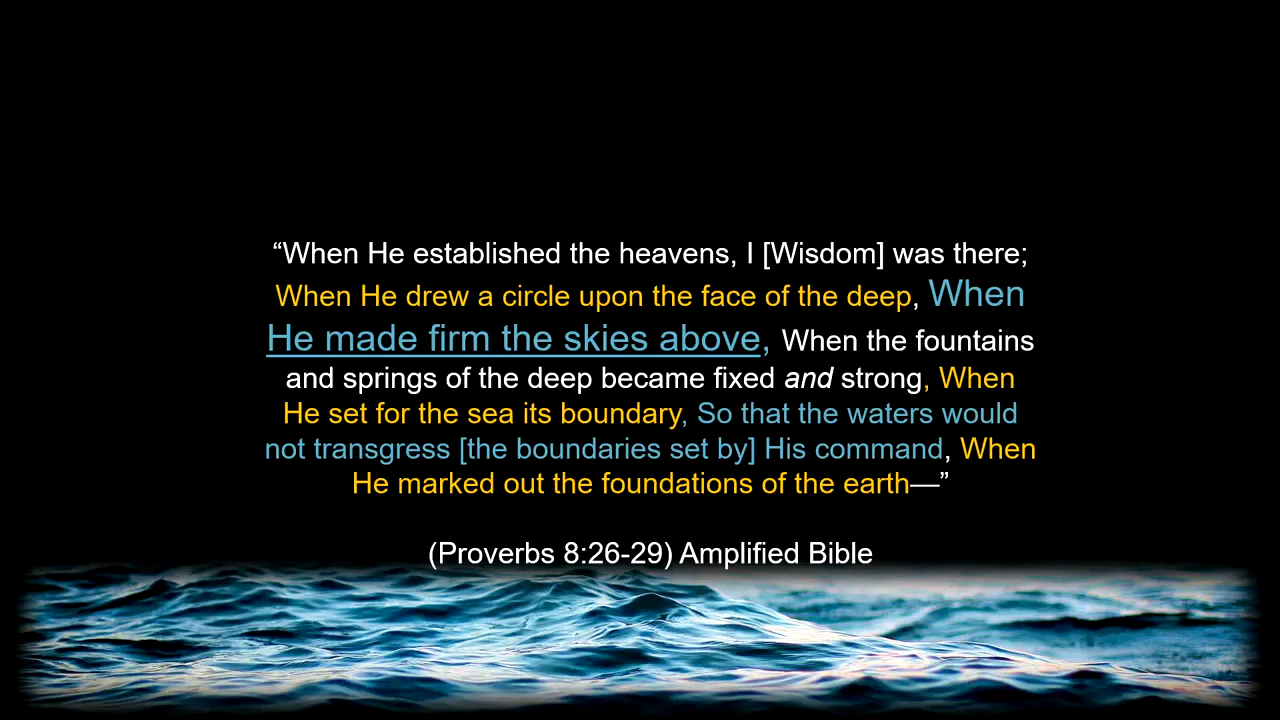 “When He established the heavens, I [Wisdom] was there;
When He drew a circle upon the face of the deep, When
He made firm the skies above, When the fountains
and springs of the deep became fixed and strong, When
He set for the sea its boundary, So that the waters would
not transgress [the boundaries set by] His command, When
He marked out the foundations of the earth—”
(Proverbs 8:26-29) Amplified Bible